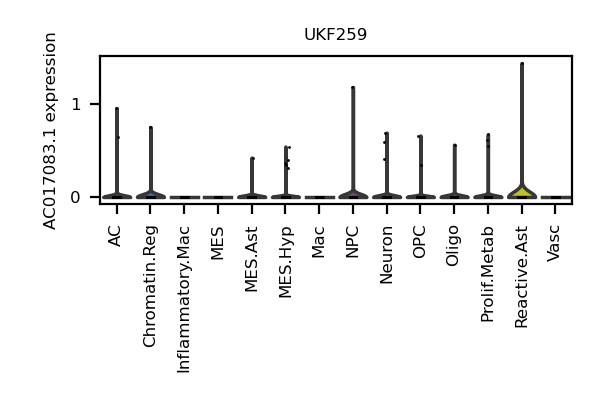 UKF259
AC017083.1 expression
1
0
AC
Chromatin.Reg
Inflammatory.Mac
MES
MES.Ast
MES.Hyp
Mac
NPC
Neuron
OPC
Oligo
Prolif.Metab
Reactive.Ast
Vasc